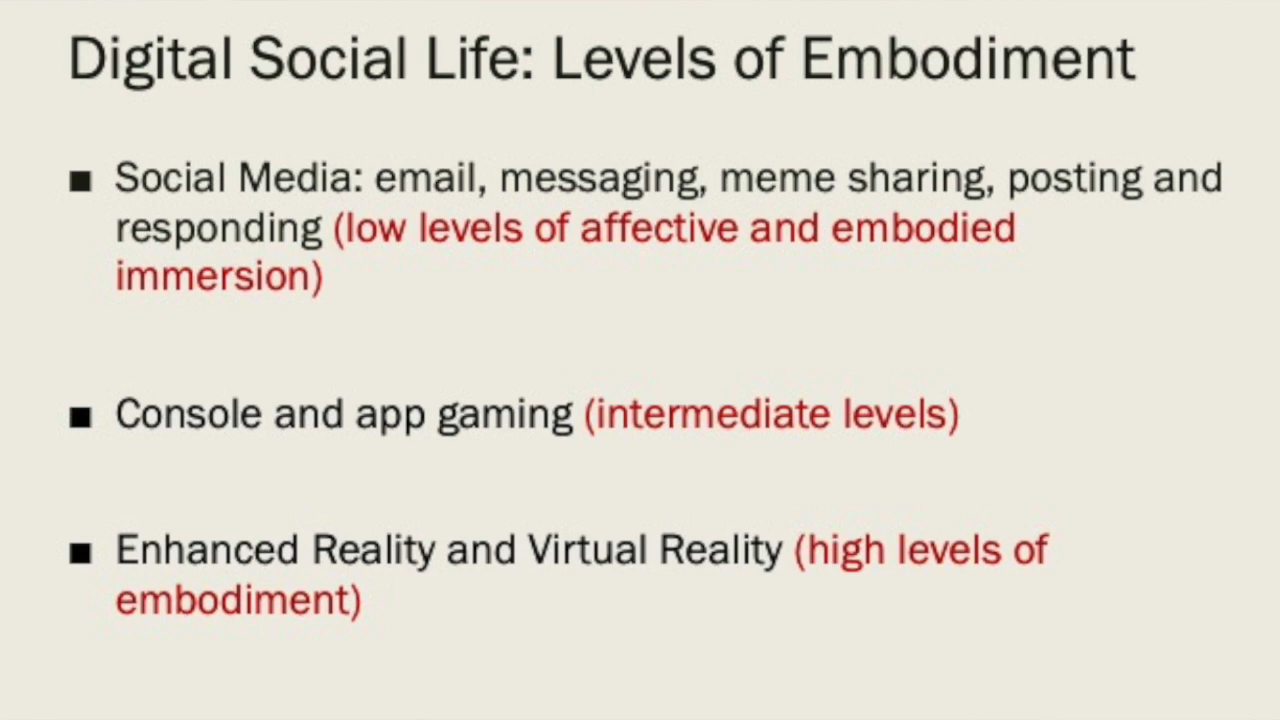 Digital Social Life: Levels of Embodiment
■ Social Media: email, messaging, meme sharing, posting and
responding (low levels of affective and embodied
immersion)
■ Console and app gaming (intermediate levels)
■ Enhanced Reality and Virtual Reality (high levels of
embodiment)